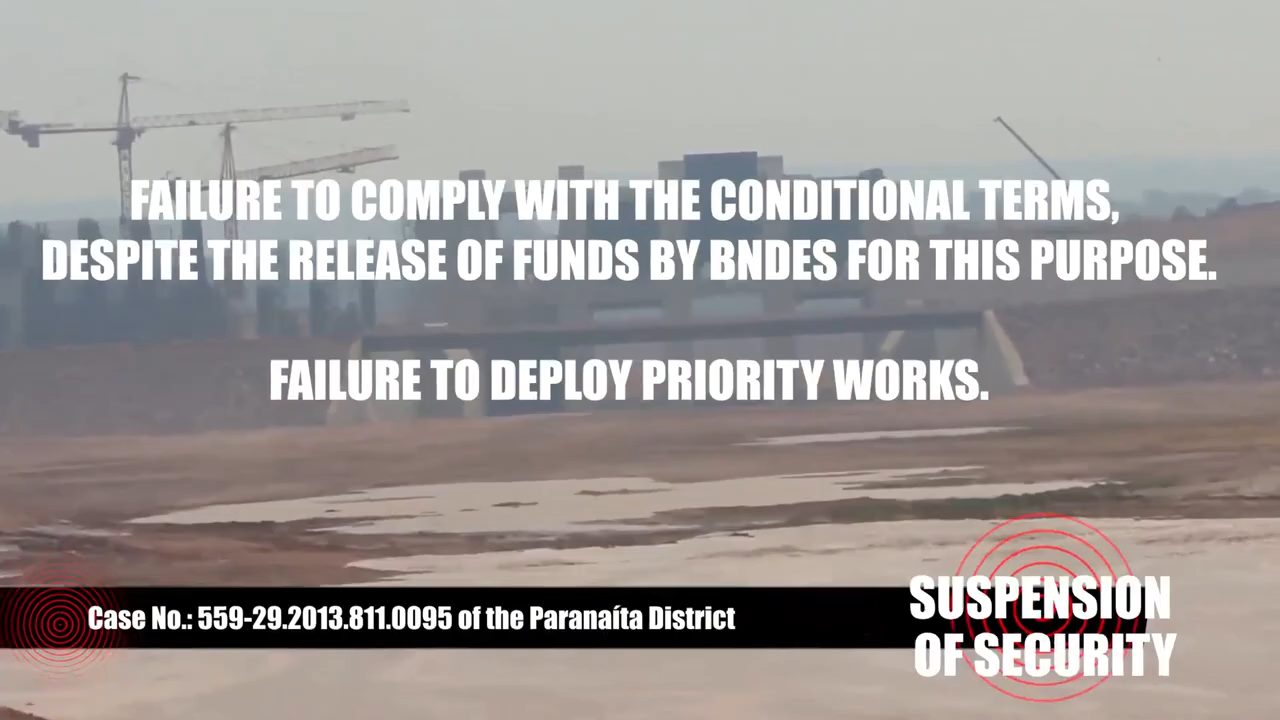 FAILURE TO COMPLY WITH THE CONDITIONAL TERMS,
DESPITE THE RELEASE OF FUNDS BY BNDES FOR THIS PURPOSE.
FAILURE TO DEPLOY PRIORITY WORKS.
Case No.: 559-29.2013.811.0095 of the Paranaíta District
SUSPENSION
OF SECURITY